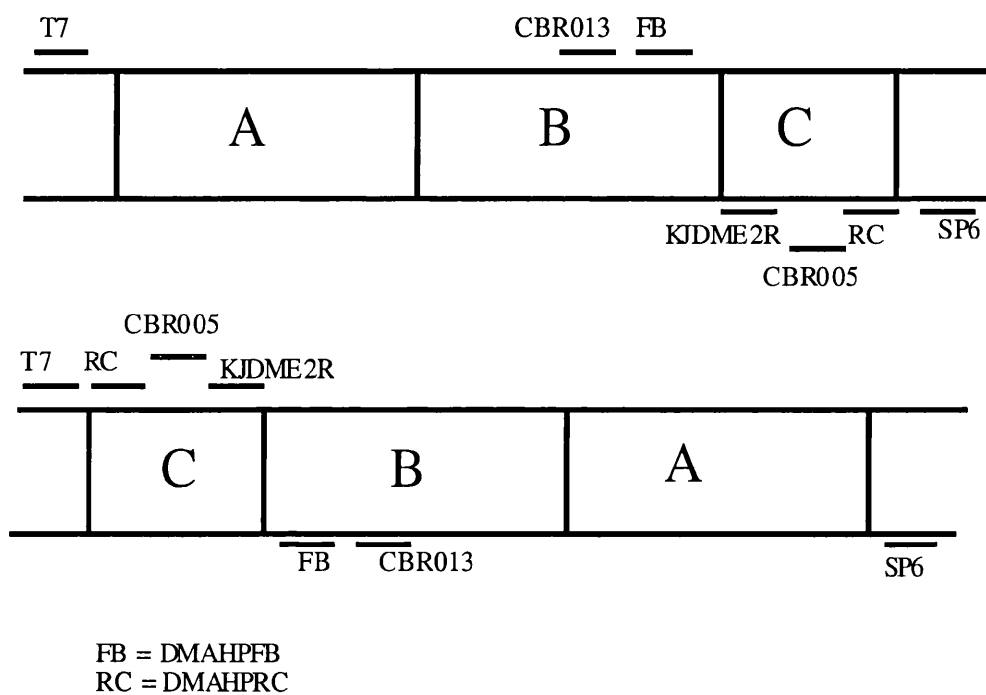 T7 CBR013 FB
A B C
KJDME2R RC SP6
CBR005
CBR005
T7 RC KJDME2R
C B A
FB CBR013 SP6
FB = DMAHPFB
RC = DMAHPRC